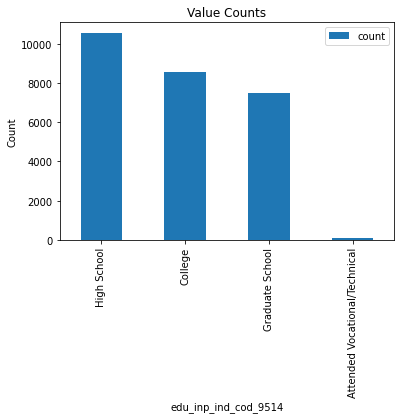 Value Counts
count
Count
10000
8000
6000
4000
2000
0
High School
College
Graduate School
Attended Vocational/Technical
edu_inp_ind_cod_9514